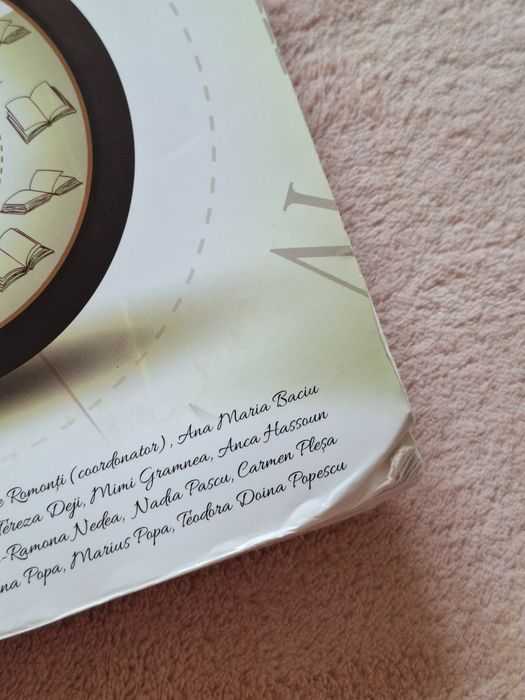 e Romonți (coordonator), Ana Maria Baciu
Tereza Deji, Mimi Gramnea, Anca Hassoun
-Ramona Nedea, Nadia Pascu, Carmen Pleșa
na Popa, Marius Popa, Teodora Doina Popescu